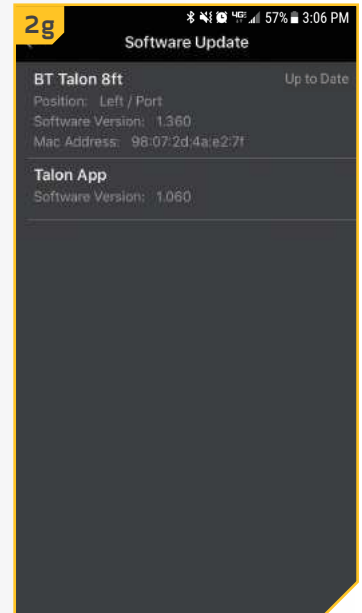 2g
4GE 57% 3:06 PM
Software Update
BT Talon 8ft Up to Date
Position: Left / Port
Software Version: 1.360
Mac Address: 98:07:2d:4a:e2:7f
Talon App
Software Version: 1.060